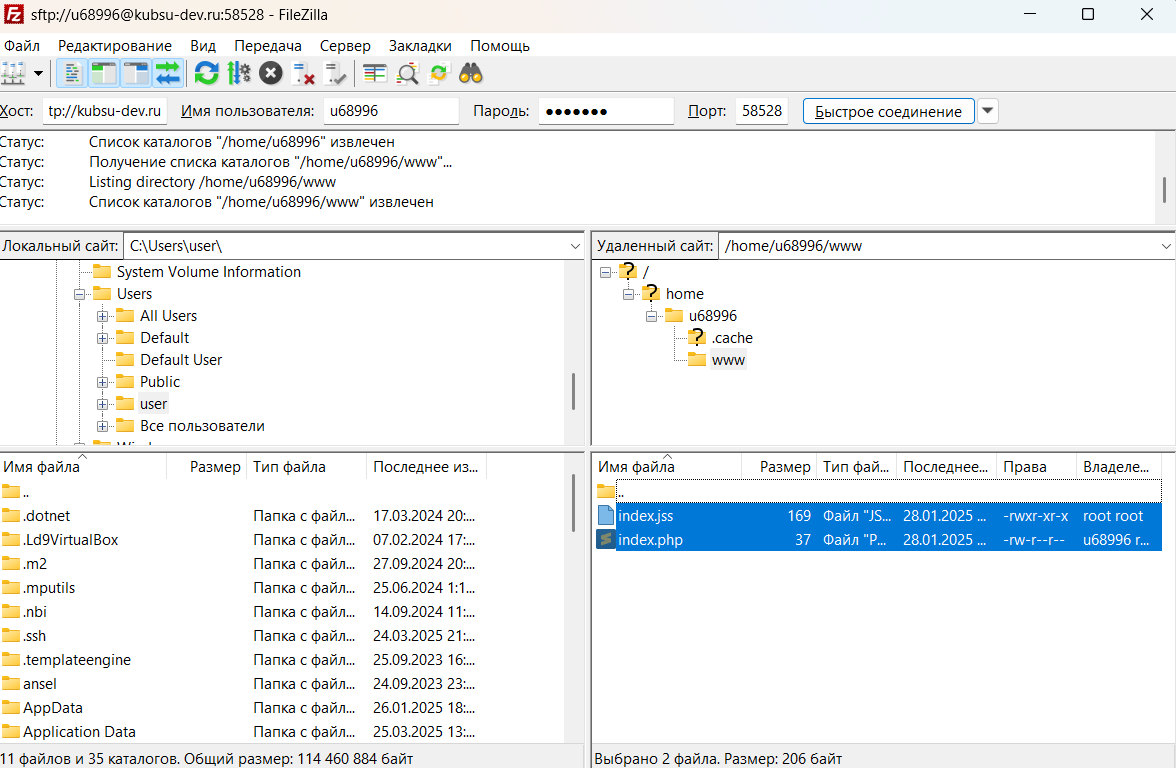 sftp://u68996@kubsu-dev.ru:58528 - FileZilla
Файл Редактирование Вид Передача Сервер Закладки Помощь
Хост: tp://kubsu-dev.ru Имя пользователя: u68996 Пароль: ●●●●●●● Порт: 58528 Быстрое соединение
Статус: Список каталогов "/home/u68996" извлечен
Статус: Получение списка каталогов "/home/u68996/www"...
Статус: Listing directory /home/u68996/www
Статус: Список каталогов "/home/u68996/www" извлечен
Локальный сайт: C:\Users\user\
System Volume Information
Users
All Users
Default
Default User
Public
user
Все пользователи
Имя файла Размер Тип файла Последнее из...
..
.dotnet Папка с файл... 17.03.2024 20:...
.Ld9VirtualBox Папка с файл... 07.02.2024 17:...
.m2 Папка с файл... 27.09.2024 20:...
.mputils Папка с файл... 25.06.2024 1:1...
.nbi Папка с файл... 14.09.2024 11:...
.ssh Папка с файл... 24.03.2025 21:...
.templateengine Папка с файл... 25.09.2023 16:...
ansel Папка с файл... 24.09.2023 23:...
AppData Папка с файл... 26.01.2025 18:...
Application Data Папка с файл... 25.03.2025 13:...
11 файлов и 35 каталогов. Общий размер: 114 460 884 байт
Удаленный сайт: /home/u68996/www
/
home
u68996
.cache
www
Имя файла Размер Тип фай... Последнее... Права Владеле...
..
index.jss 169 Файл "JS... 28.01.2025 ... -rwxr-xr-x root root
index.php 37 Файл "P... 28.01.2025 ... -rw-r--r-- u68996 r...
Выбрано 2 файла. Размер: 206 байт